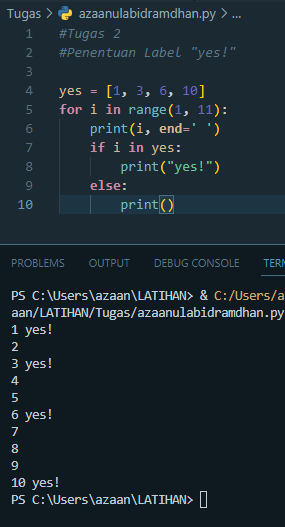 Tugas > azaanulabidramdhan.py > ...
1 #Tugas 2
2 #Penentuan Label "yes!"
3
4 yes = [1, 3, 6, 10]
5 for i in range(1, 11):
6     print(i, end=' ')
7     if i in yes:
8         print("yes!")
9     else:
10         print()
PROBLEMS OUTPUT DEBUG CONSOLE
PS C:\Users\azaan\LATIHAN> & C:/Users/a
aan/LATIHAN/Tugas/azaanulabidramdhan.py
1 yes!
2
3 yes!
4
5
6 yes!
7
8
9
10 yes!
PS C:\Users\azaan\LATIHAN>